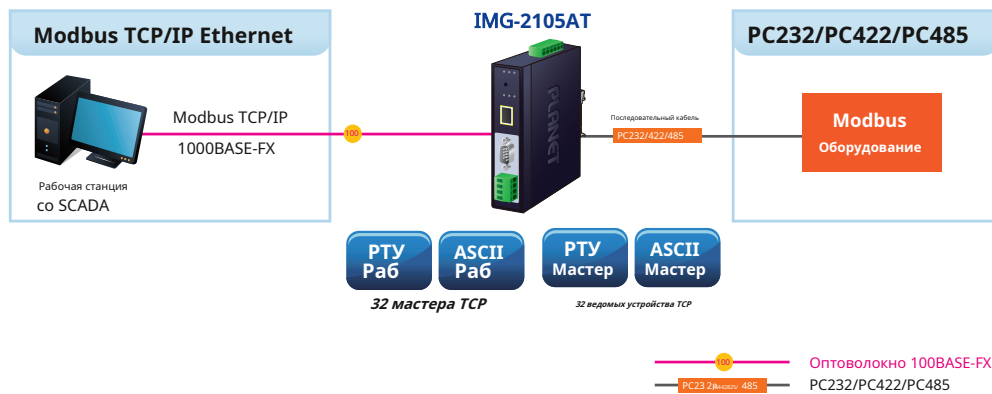 IMG-2105AT
Modbus TCP/IP Ethernet
PC232/PC422/PC485
Modbus TCP/IP
1000BASE-FX
100
Рабочая станция
со SCADA
PLANET
Последовательный кабель
PC232/422/485
Modbus
Оборудование
РТУ
Раб
ASCII
Раб
РТУ
Мастер
ASCII
Мастер
32 мастера TCP
32 ведомых устройства TCP
100
Оптоволокно 100BASE-FX
PC23 485
PC232/PC422/PC485